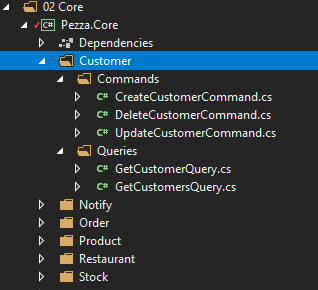 02 Core
C# Pezza.Core
Dependencies
Customer
Commands
C# CreateCustomerCommand.cs
C# DeleteCustomerCommand.cs
C# UpdateCustomerCommand.cs
Queries
C# GetCustomerQuery.cs
C# GetCustomersQuery.cs
Notify
Order
Product
Restaurant
Stock